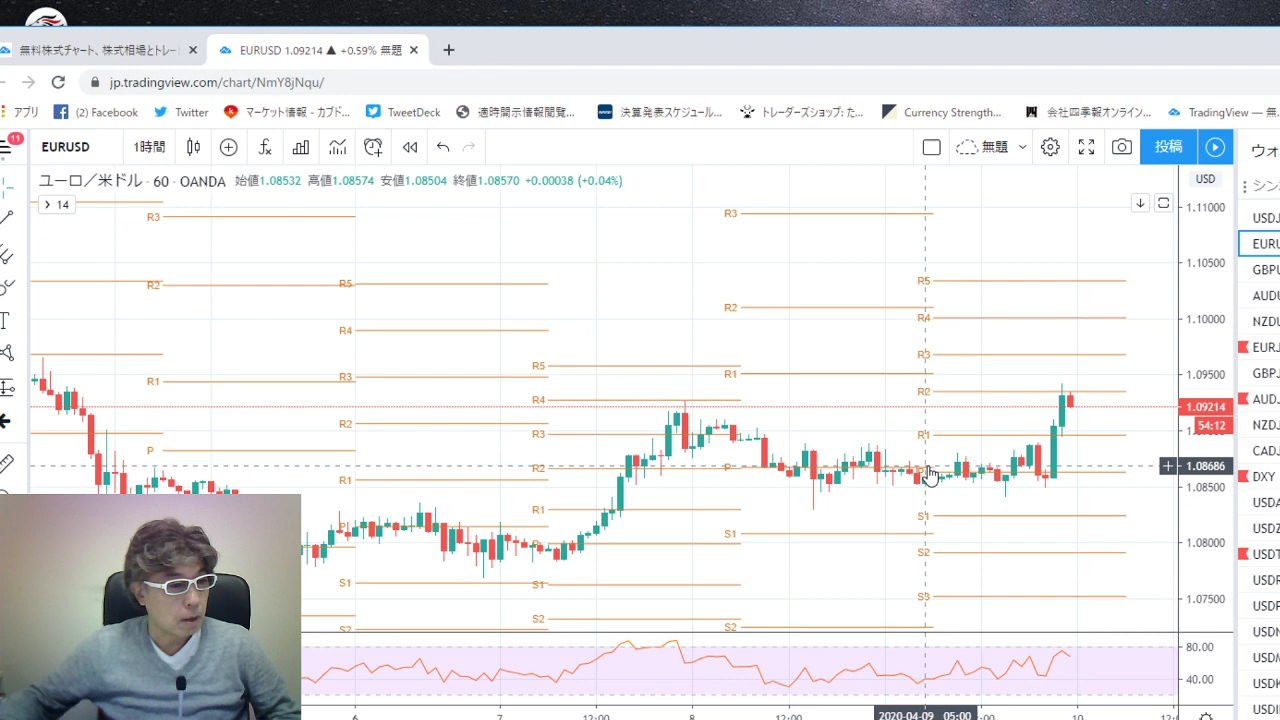 無料株式チャート、株式相場とトレー
EURUSD 1.09214 ▲ +0.59% 無題
jp.tradingview.com/chart/NmY8jNqu/
アプリ
(2) Facebook
Twitter
マーケット情報 - カブド...
TweetDeck
適時開示情報閲覧...
決算発表スケジュール...
トレーダーズショップ: た...
Currency Strength...
会社四季報オンライン...
TradingView — 無
11
EURUSD
1時間
無題
投稿
ウォ
ユーロ／米ドル · 60 · OANDA 始値1.08532 高値1.08574 安値1.08504 終値1.08570 +0.00038 (+0.04%)
USD
シン
14
R3
R2
R1
P
R5
R4
R3
R2
R1
P
S1
S2
R5
R4
R3
R2
R1
P
S1
S2
R3
R2
R1
P
S1
S2
R5
R4
R3
R2
R1
P
S1
S2
S3
1.11000
1.10500
1.10000
1.09500
1.09214
54:12
1.08686
1.08500
1.08000
1.07500
80.00
40.00
6
7
12:00
8
12:00
2020-04-09 05:00
:00
10
12:0
USDJ
EURU
GBPU
AUDU
NZDU
EURJ
GBPJ
AUDJ
NZDJ
CADJ
DXY
USDA
USDZ
USDT
USDR
USDP
USDN
USDM
USDK
USDI